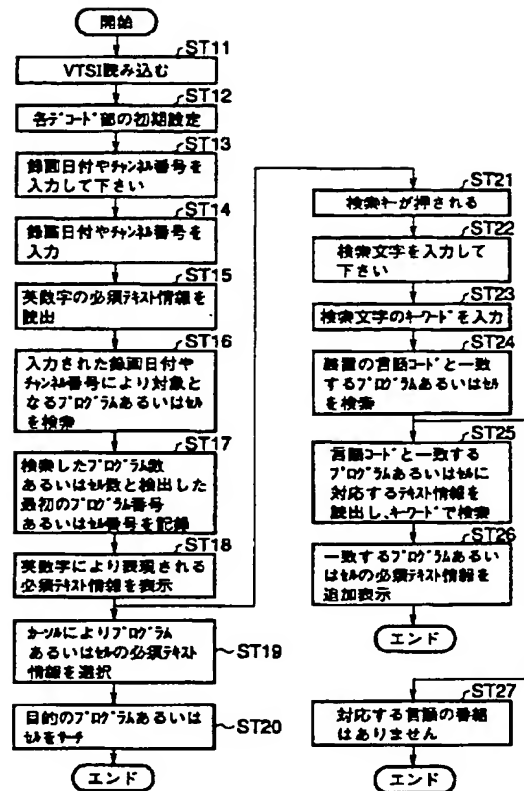 開始
ST11
VTSI読み込む
ST12
各デコード部の初期設定
ST13
録画日付やチャンネル番号を
入力して下さい
ST14
録画日付やチャンネル番号を
入力
ST15
英数字の必須テキスト情報を
読出
ST16
入力された録画日付や
チャンネル番号により対象と
なるプログラムあるいはセル
を検索
ST17
検索したプログラム数
あるいはセル数と検出した
最初のプログラム番号
あるいはセル番号を記録
ST18
英数字により表現される
必須テキスト情報を表示
カーソルによりプログラム
あるいはセルの必須テキスト
情報を選択
ST19
目的のプログラムあるいは
セルをサーチ
ST20
エンド
ST21
検索キーが押される
ST22
検索文字を入力して
下さい
ST23
検索文字のキーワードを入力
ST24
装置の言語コードと一致
するプログラムあるいはセル
を検索
ST25
言語コードと一致する
プログラムあるいはセルに
対応するテキスト情報を
読出し、キーワードで検索
ST26
一致するプログラムあるい
はセルの必須テキスト情報を
追加表示
エンド
ST27
対応する言語の番組
はありません
エンド